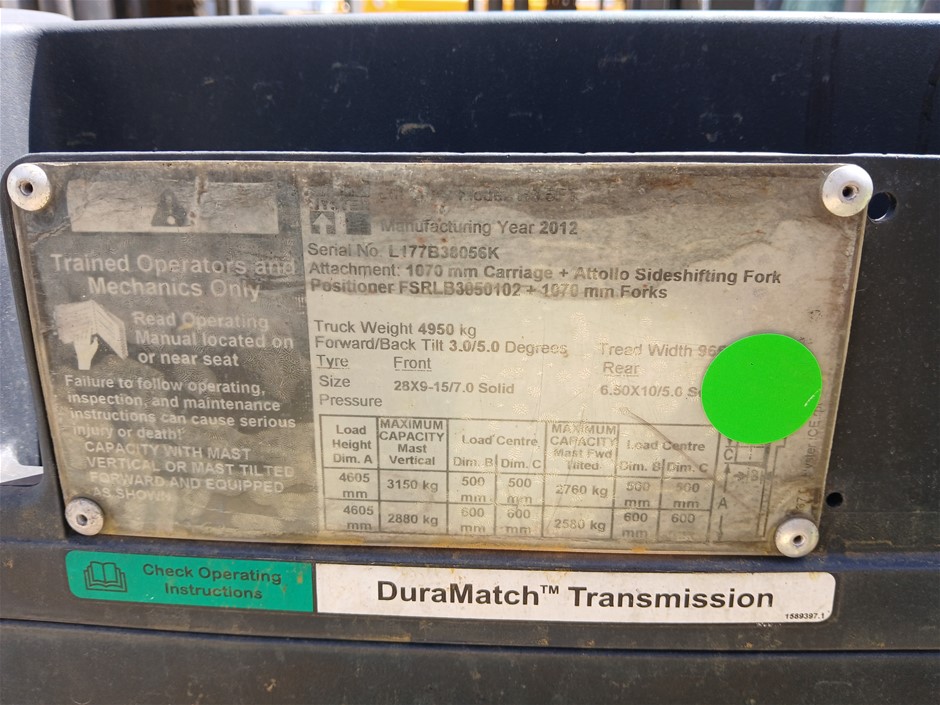 Trained Operators and
Mechanics Only
Read Operating
Manual located on
or near seat
Failure to follow operating,
inspection, and maintenance
instructions can cause serious
injury or death!
CAPACITY WITH MAST
VERTICAL OR MAST TILTED
FORWARD AND EQUIPPED
AS SHOWN
Model
Manufacturing Year 2012
Serial No L177B38056K
Attachment: 1070 mm Carriage + Attollo Sideshifting Fork
Positioner FSRLB3050102 + 1070 mm Forks
Truck Weight 4950 kg
Forward/Back Tilt 3.0/5.0 Degrees Tread Width
Tyre Front Rear
Size 28X9-15/7.0 Solid 6.50X10/5.0
Pressure
Load Height Dim. A MAXIMUM CAPACITY Mast Vertical Load Centre Dim. B Dim. C MAXIMUM CAPACITY Mast Fwd Tilted Load Centre Dim. B Dim. C
4605 mm 3150 kg 500 mm 500 mm 2760 kg 500 mm 500 mm
4605 mm 2880 kg 600 mm 600 mm 2580 kg 600 mm 600 mm
C
B
A
Check Operating
Instructions
DuraMatch™ Transmission
1589397.1